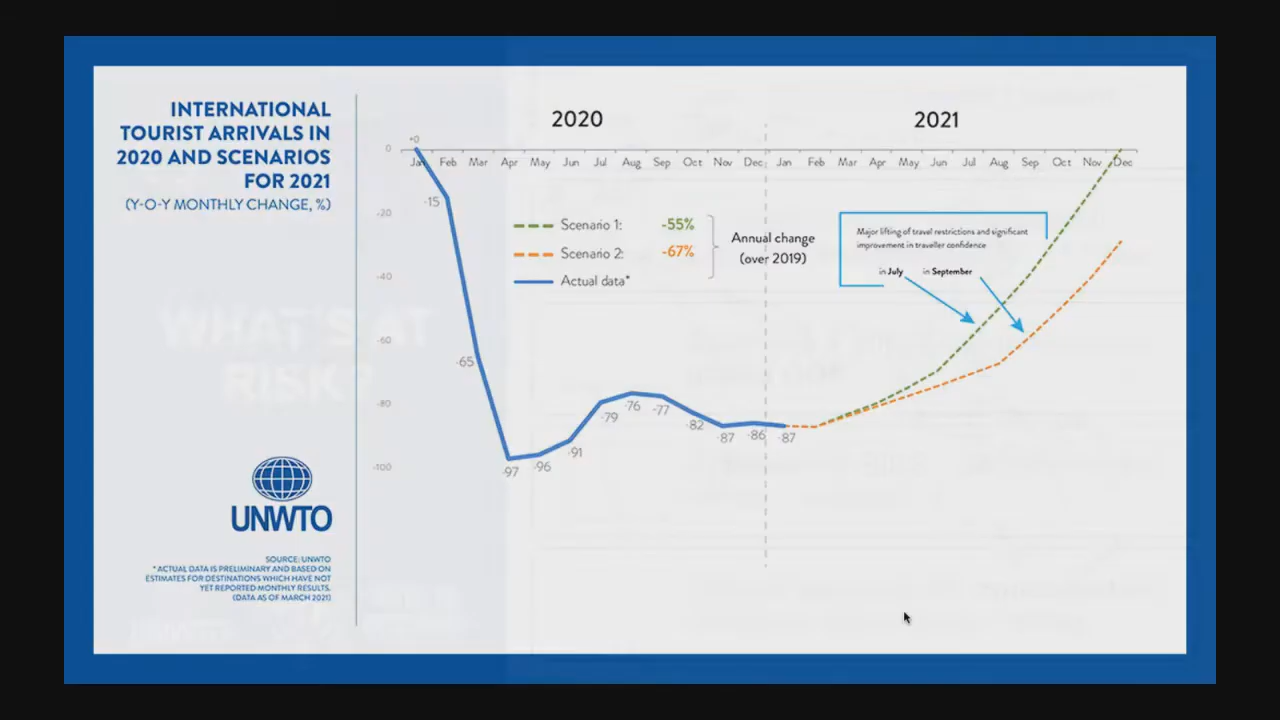 INTERNATIONAL
TOURIST ARRIVALS IN
2020 AND SCENARIOS
FOR 2021
(Y-O-Y MONTHLY CHANGE, %)
2020
2021
+0
0
Jan Feb Mar Apr May Jun Jul Aug Sep Oct Nov Dec Jan Feb Mar Apr May Jun Jul Aug Sep Oct Nov Dec
-15
-20
Scenario 1: -55%
Scenario 2: -67%
Actual data*
Annual change
(over 2019)
Major lifting of travel restrictions and significant
improvement in traveller confidence
in July in September
-40
-60
-65
-80
-79
-76
-77
-82
-87
-86
-87
-91
-96
-97
-100
WHAT'S AT
RISK?
UNWTO
SOURCE: UNWTO
* ACTUAL DATA IS PRELIMINARY AND BASED ON
ESTIMATES FOR DESTINATIONS WHICH HAVE NOT
YET REPORTED MONTHLY RESULTS.
(DATA AS OF MARCH 2021)